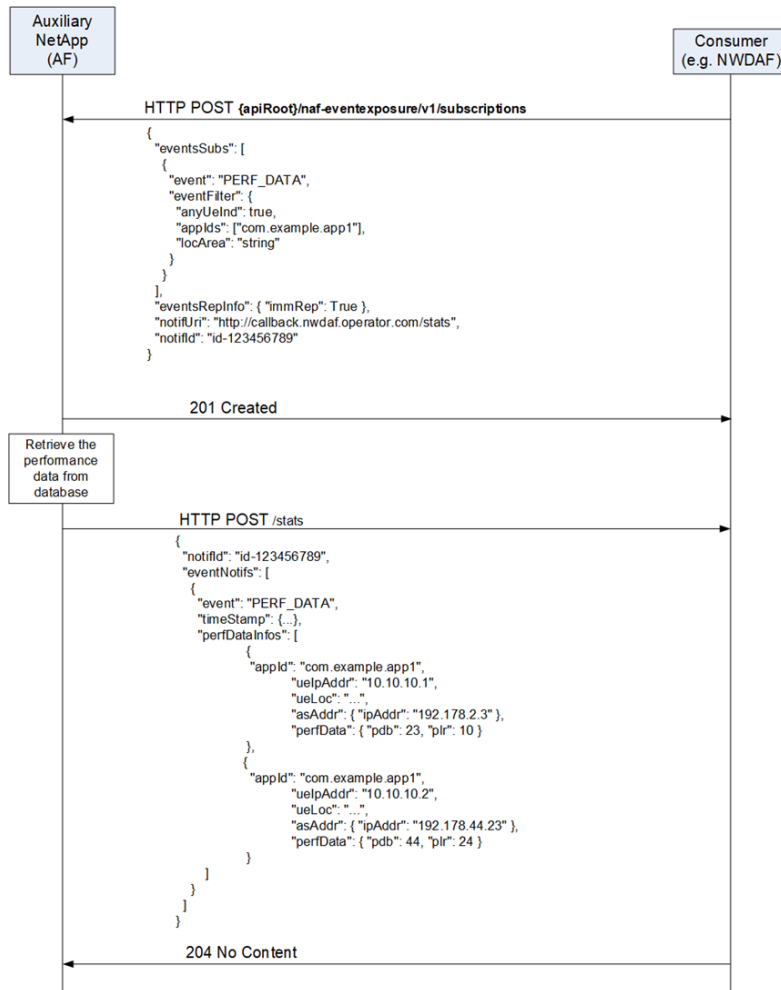 Auxiliary
NetApp
(AF)
Consumer
(e.g. NWDAF)
HTTP POST {apiRoot}/naf-eventexposure/v1/subscriptions
{
"eventsSubs": [
{
"event": "PERF_DATA",
"eventFilter": {
"anyUeInd": true,
"appIds": ["com.example.app1"],
"locArea": "string"
}
}
],
"eventsRepInfo": { "immRep": True },
"notifUri": "http://callback.nwdaf.operator.com/stats",
"notifId": "id-123456789"
}
201 Created
Retrieve the
performance
data from
database
HTTP POST /stats
{
"notifId": "id-123456789",
"eventNotifs": [
{
"event": "PERF_DATA",
"timeStamp": {...},
"perfDataInfos": [
{
"appId": "com.example.app1",
"ueIpAddr": "10.10.10.1",
"ueLoc": "...",
"asAddr": { "ipAddr": "192.178.2.3" },
"perfData": { "pdb": 23, "plr": 10 }
},
{
"appId": "com.example.app1",
"ueIpAddr": "10.10.10.2",
"ueLoc": "...",
"asAddr": { "ipAddr": "192.178.44.23" },
"perfData": { "pdb": 44, "plr": 24 }
}
]
}
]
}
204 No Content